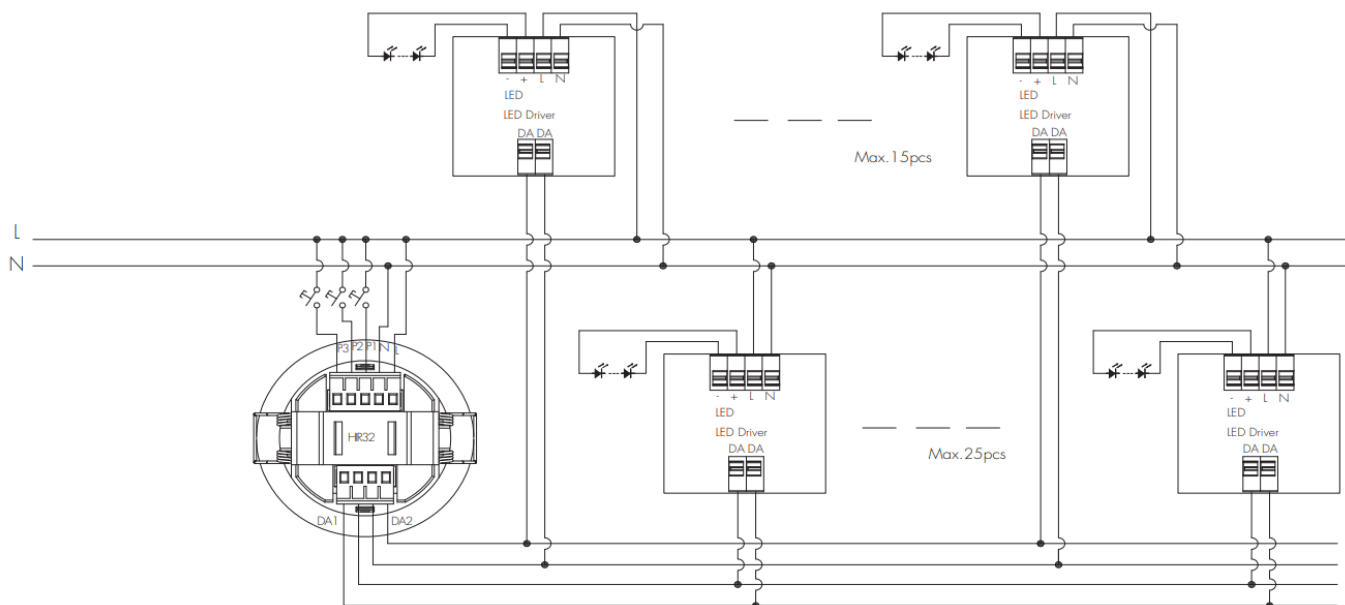 - + L N
LED
LED Driver
DA DA
- + L N
LED
LED Driver
DA DA
Max.15pcs
L
N
P3 P2 P1 N L
HIR32
DA1 DA2
- + L N
LED
LED Driver
DA DA
Max.25pcs
- + L N
LED
LED Driver
DA DA